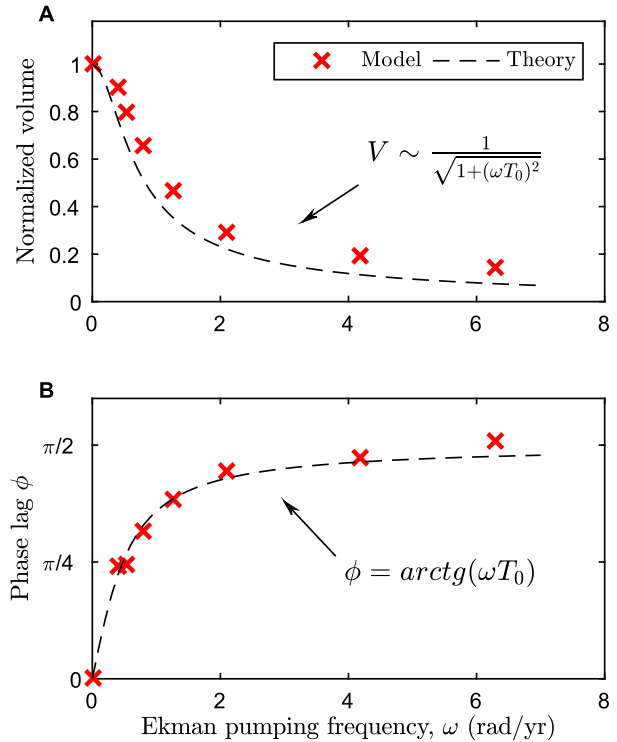 A
Normalized volume
1
0.8
0.6
0.4
0.2
0
Model
Theory
V ∼ 1/√(1+(ωT₀)²)
0 2 4 6 8
B
Phase lag ϕ
π/2
π/4
0
ϕ = arctg(ωT₀)
0 2 4 6 8
Ekman pumping frequency, ω (rad/yr)